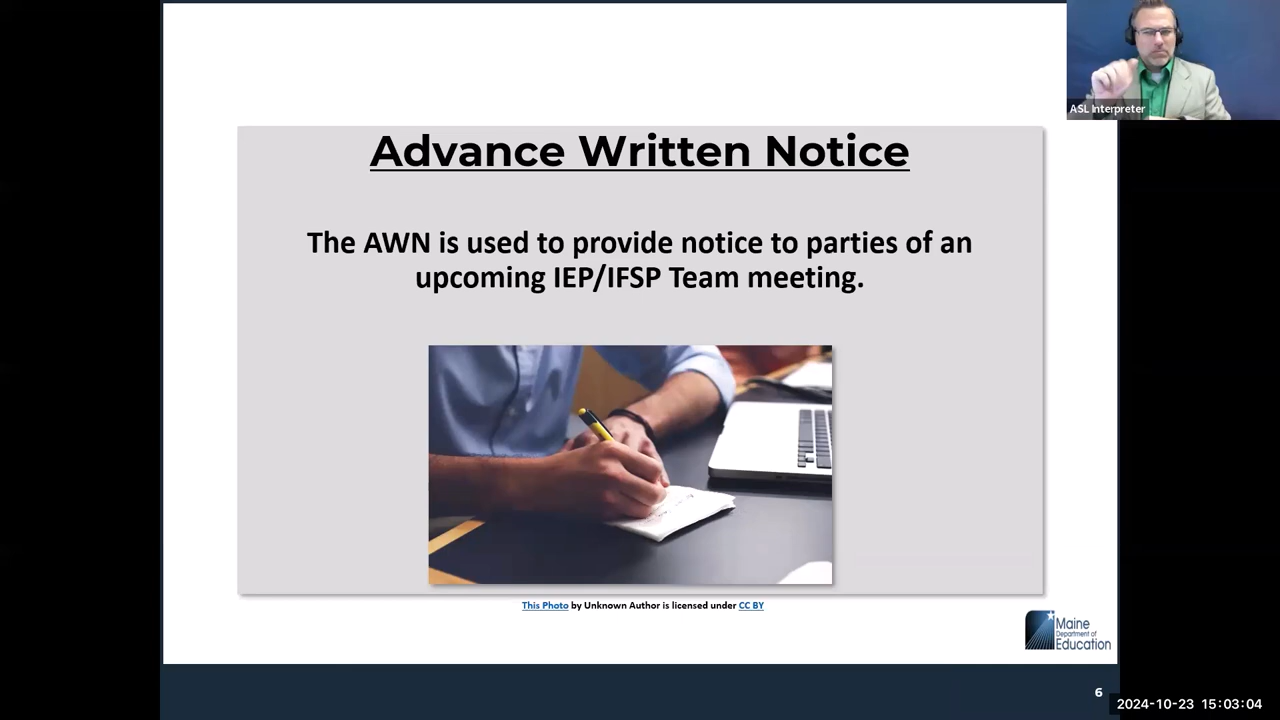 ASL Interpreter
Advance Written Notice
The AWN is used to provide notice to parties of an
upcoming IEP/IFSP Team meeting.
This Photo by Unknown Author is licensed under CC BY
Maine
Department of
Education
6
2024-10-23 15:03:04